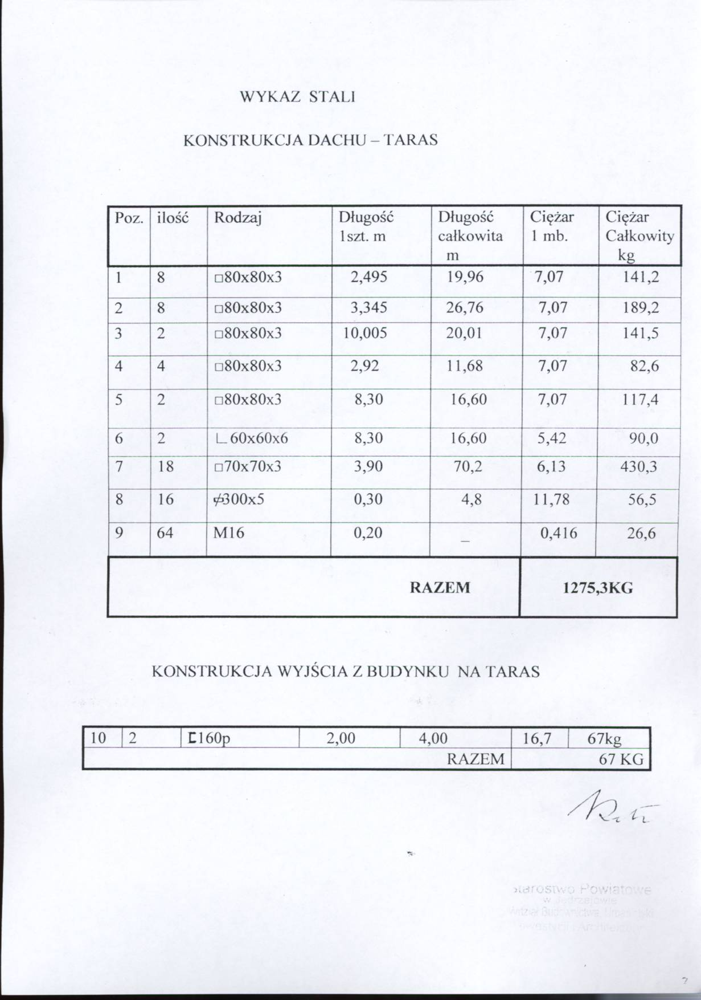 WYKAZ STALI
KONSTRUKCJA DACHU – TARAS
Poz. ilość Rodzaj Długość 1szt. m Długość całkowita m Ciężar 1 mb. Ciężar Całkowity kg
1 8 □80x80x3 2,495 19,96 7,07 141,2
2 8 □80x80x3 3,345 26,76 7,07 189,2
3 2 □80x80x3 10,005 20,01 7,07 141,5
4 4 □80x80x3 2,92 11,68 7,07 82,6
5 2 □80x80x3 8,30 16,60 7,07 117,4
6 2 ∟60x60x6 8,30 16,60 5,42 90,0
7 18 □70x70x3 3,90 70,2 6,13 430,3
8 16 300x5 0,30 4,8 11,78 56,5
9 64 M16 0,20 – 0,416 26,6
RAZEM 1275,3KG
KONSTRUKCJA WYJŚCIA Z BUDYNKU NA TARAS
10 2 [160p 2,00 4,00 16,7 67kg
RAZEM 67 KG
Starostwo Powiatowe
w Jędrzejowie